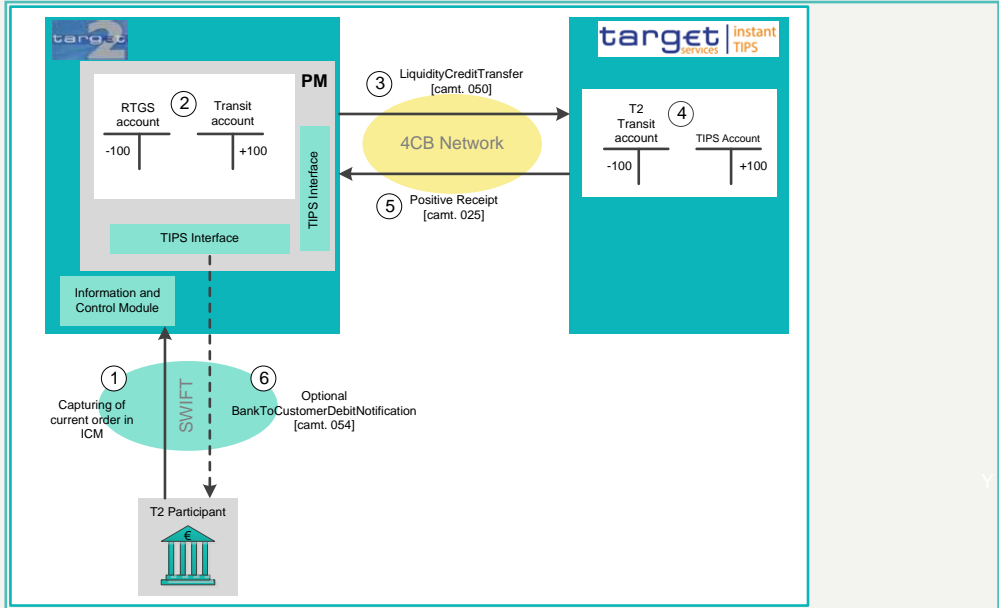 target
2
target
services
instant
TIPS
PM
RTGS
account
2
Transit
account
-100
+100
TIPS Interface
TIPS Interface
Information and
Control Module
3
LiquidityCreditTransfer
[camt. 050]
4CB Network
5
Positive Receipt
[camt. 025]
T2
Transit
account
4
TIPS Account
-100
+100
1
Capturing of
current order in
ICM
SWIFT
6
Optional
BankToCustomerDebitNotification
[camt. 054]
T2 Participant
€
Y